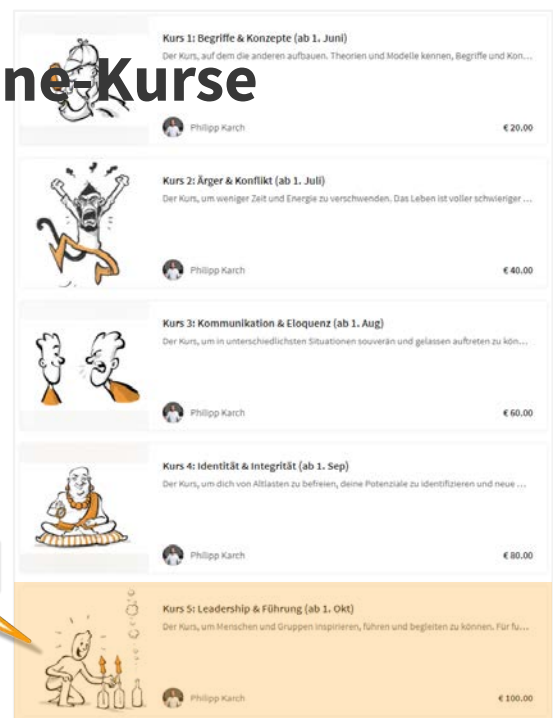 Kurs 1: Begriffe & Konzepte (ab 1. Juni)
Der Kurs, auf dem die anderen aufbauen. Theorien und Modelle kennen, Begriffe und Kon...
ne-Kurse
Philipp Karch
€ 20.00
Kurs 2: Ärger & Konflikt (ab 1. Juli)
Der Kurs, um weniger Zeit und Energie zu verschwenden. Das Leben ist voller schwieriger ...
Philipp Karch
€ 40.00
Kurs 3: Kommunikation & Eloquenz (ab 1. Aug)
Der Kurs, um in unterschiedlichsten Situationen souverän und gelassen auftreten zu kön...
Philipp Karch
€ 60.00
Kurs 4: Identität & Integrität (ab 1. Sep)
Der Kurs, um dich von Altlasten zu befreien, deine Potenziale zu identifizieren und neue ...
Philipp Karch
€ 80.00
Kurs 5: Leadership & Führung (ab 1. Okt)
Der Kurs, um Menschen und Gruppen inspirieren, führen und begleiten zu können. Für fu...
Philipp Karch
€ 100.00